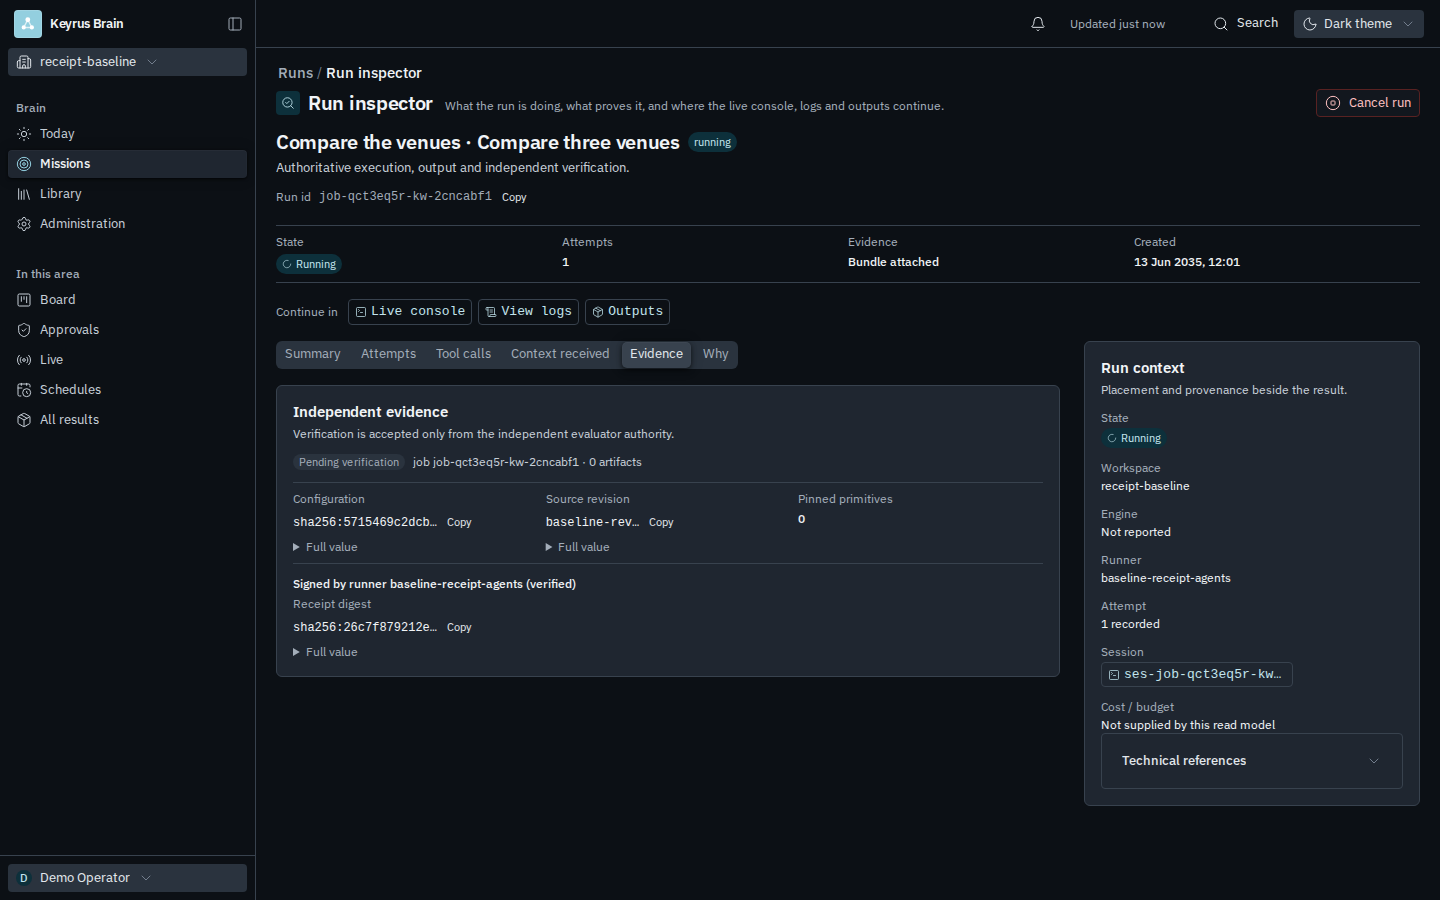 Keyrus Brain
Updated just now
Search
Dark theme
receipt-baseline
Brain
Today
Missions
Library
Administration
In this area
Board
Approvals
Live
Schedules
All results
D Demo Operator
Runs / Run inspector
Run inspector
What the run is doing, what proves it, and where the live console, logs and outputs continue.
Cancel run
Compare the venues · Compare three venues
running
Authoritative execution, output and independent verification.
Run id job-qct3eq5r-kw-2cncabf1 Copy
State
Running
Attempts
1
Evidence
Bundle attached
Created
13 Jun 2035, 12:01
Continue in
Live console
View logs
Outputs
Summary
Attempts
Tool calls
Context received
Evidence
Why
Independent evidence
Verification is accepted only from the independent evaluator authority.
Pending verification job job-qct3eq5r-kw-2cncabf1 · 0 artifacts
Configuration
sha256:5715469c2dcb… Copy
Full value
Source revision
baseline-rev… Copy
Full value
Pinned primitives
0
Signed by runner baseline-receipt-agents (verified)
Receipt digest
sha256:26c7f879212e… Copy
Full value
Run context
Placement and provenance beside the result.
State
Running
Workspace
receipt-baseline
Engine
Not reported
Runner
baseline-receipt-agents
Attempt
1 recorded
Session
ses-job-qct3eq5r-kw…
Cost / budget
Not supplied by this read model
Technical references